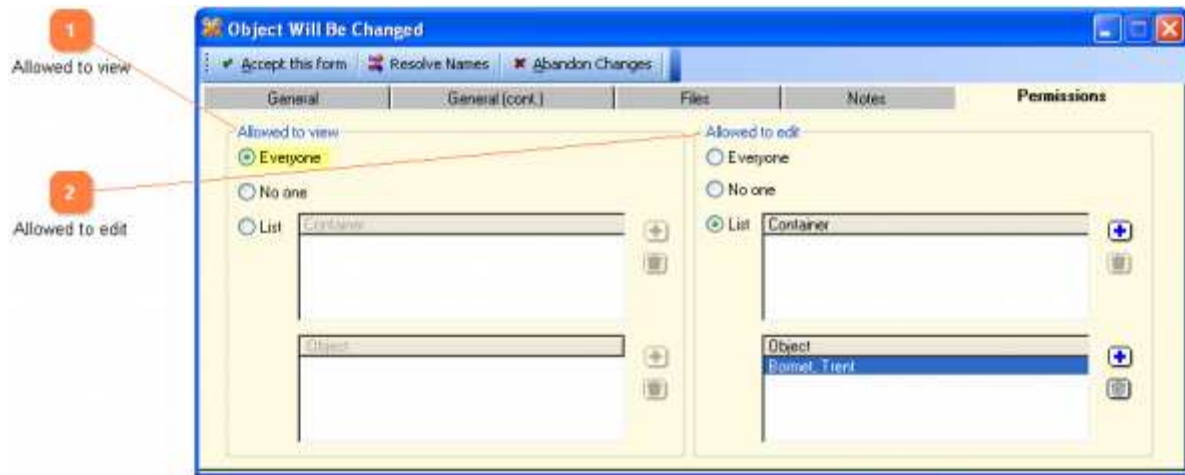 1
Allowed to view
2
Allowed to edit
Object Will Be Changed
Accept this form Resolve Names Abandon Changes
General General (cont.) Files Notes Permissions
Allowed to view
Everyone
No one
List Container
Object
Allowed to edit
Everyone
No one
List Container
Object
Bommel, Trent